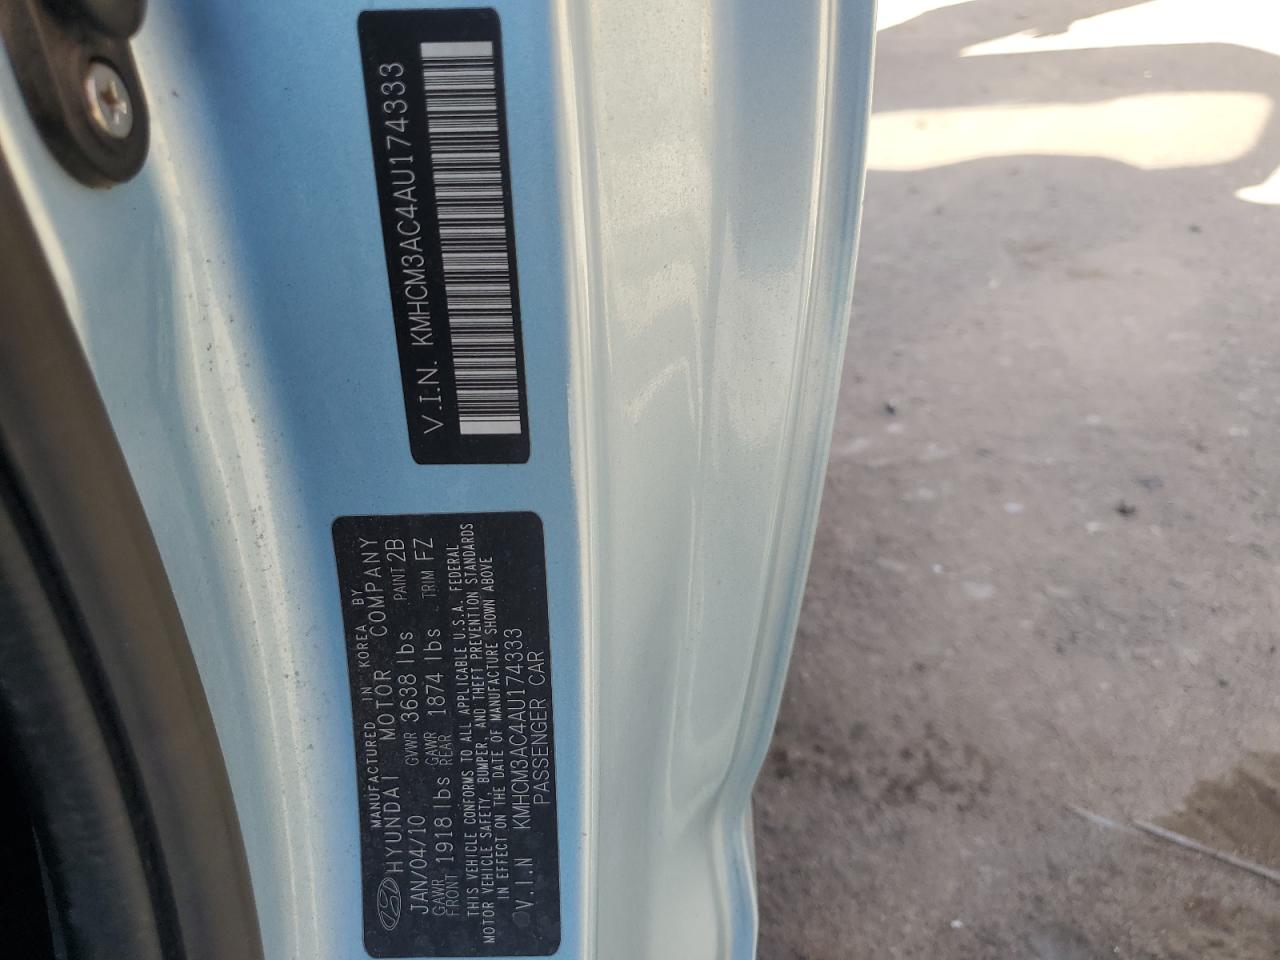 V.I.N. KMHCM3AC4AU174333
MANUFACTURED IN KOREA BY
HYUNDAI MOTOR COMPANY
JAN/04/10 GVWR 3638 lbs PAINT 2B
GAWR FRONT 1918 lbs GAWR REAR 1874 lbs TRIM FZ
THIS VEHICLE CONFORMS TO ALL APPLICABLE U.S.A. FEDERAL
MOTOR VEHICLE SAFETY, BUMPER, AND THEFT PREVENTION STANDARDS
IN EFFECT ON THE DATE OF MANUFACTURE SHOWN ABOVE
V.I.N KMHCM3AC4AU174333
PASSENGER CAR